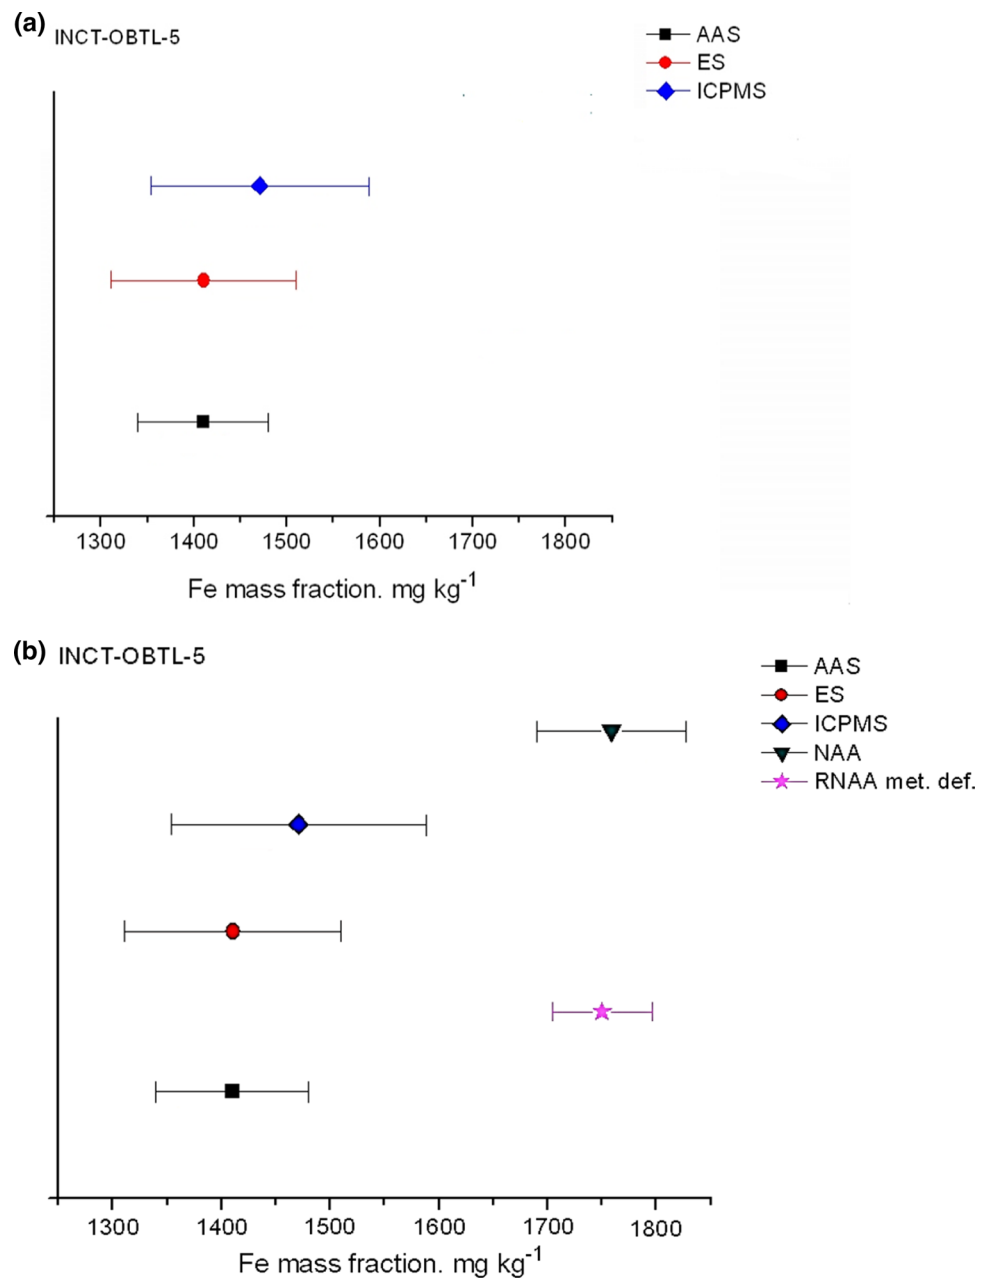 (a)
INCT-OBTL-5
AAS
ES
ICPMS
1300 1400 1500 1600 1700 1800
Fe mass fraction. mg kg-1
(b)
INCT-OBTL-5
AAS
ES
ICPMS
NAA
RNAA met. def.
1300 1400 1500 1600 1700 1800
Fe mass fraction. mg kg-1